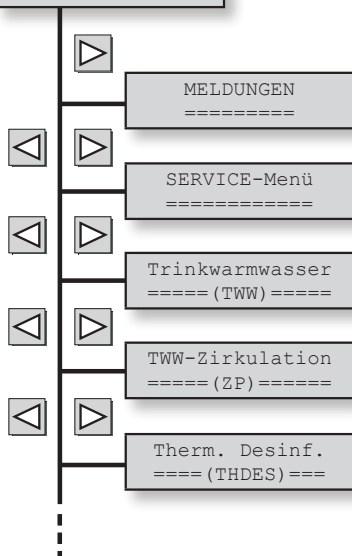 MELDUNGEN
=========
SERVICE-Menü
============
Trinkwarmwasser
=====(TWW)=====
TWW-Zirkulation
=====(ZP)======
Therm. Desinf.
====(THDES)===